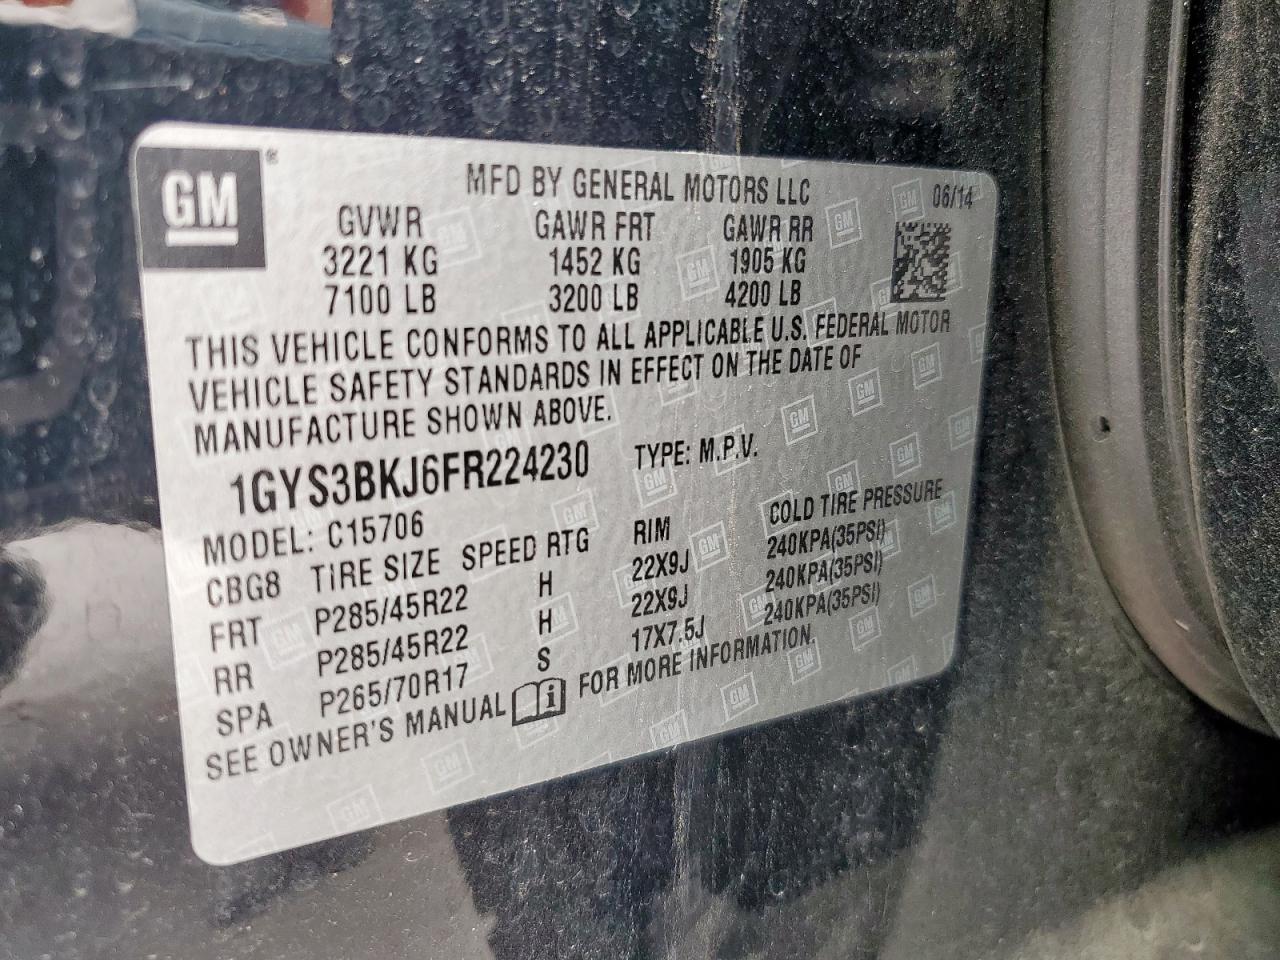 GM ®
MFD BY GENERAL MOTORS LLC 06/14
GVWR GAWR FRT GAWR RR
3221 KG 1452 KG 1905 KG
7100 LB 3200 LB 4200 LB
THIS VEHICLE CONFORMS TO ALL APPLICABLE U.S. FEDERAL MOTOR
VEHICLE SAFETY STANDARDS IN EFFECT ON THE DATE OF
MANUFACTURE SHOWN ABOVE.
1GYS3BKJ6FR224230 TYPE: M.P.V.
MODEL: C15706
CBG8 TIRE SIZE SPEED RTG RIM COLD TIRE PRESSURE
FRT P285/45R22 H 22X9J 240KPA(35PSI)
RR P285/45R22 H 22X9J 240KPA(35PSI)
SPA P265/70R17 S 17X7.5J 240KPA(35PSI)
SEE OWNER'S MANUAL i FOR MORE INFORMATION.